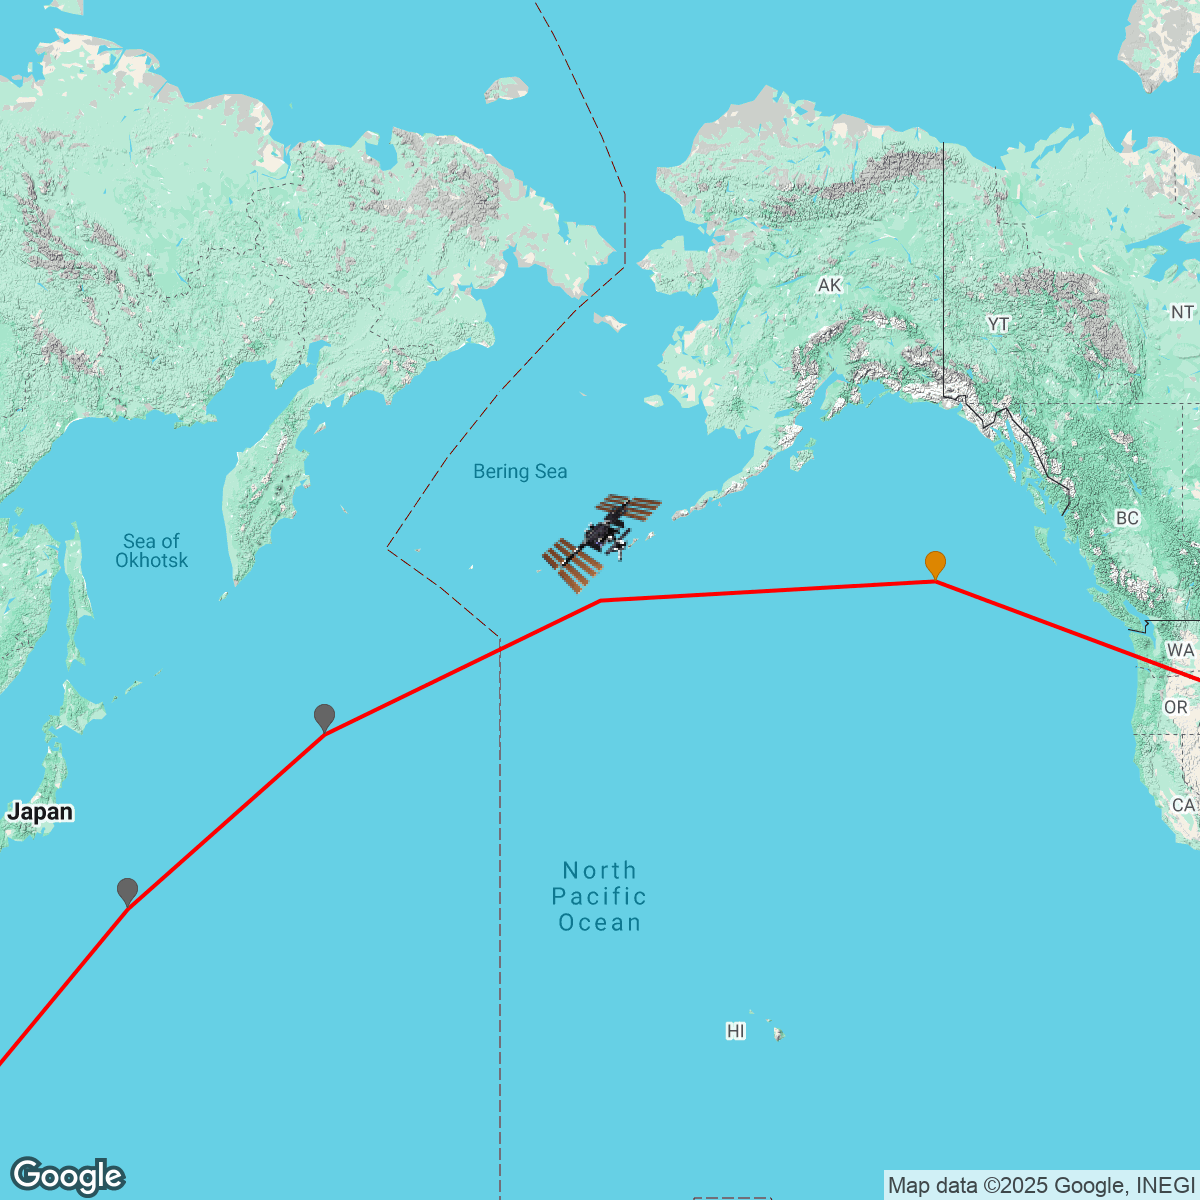 AK
YT
NT
Bering Sea
BC
Sea of
Okhotsk
WA
OR
Japan
CA
North
Pacific
Ocean
HI
Google
Map data ©2025 Google, INEGI